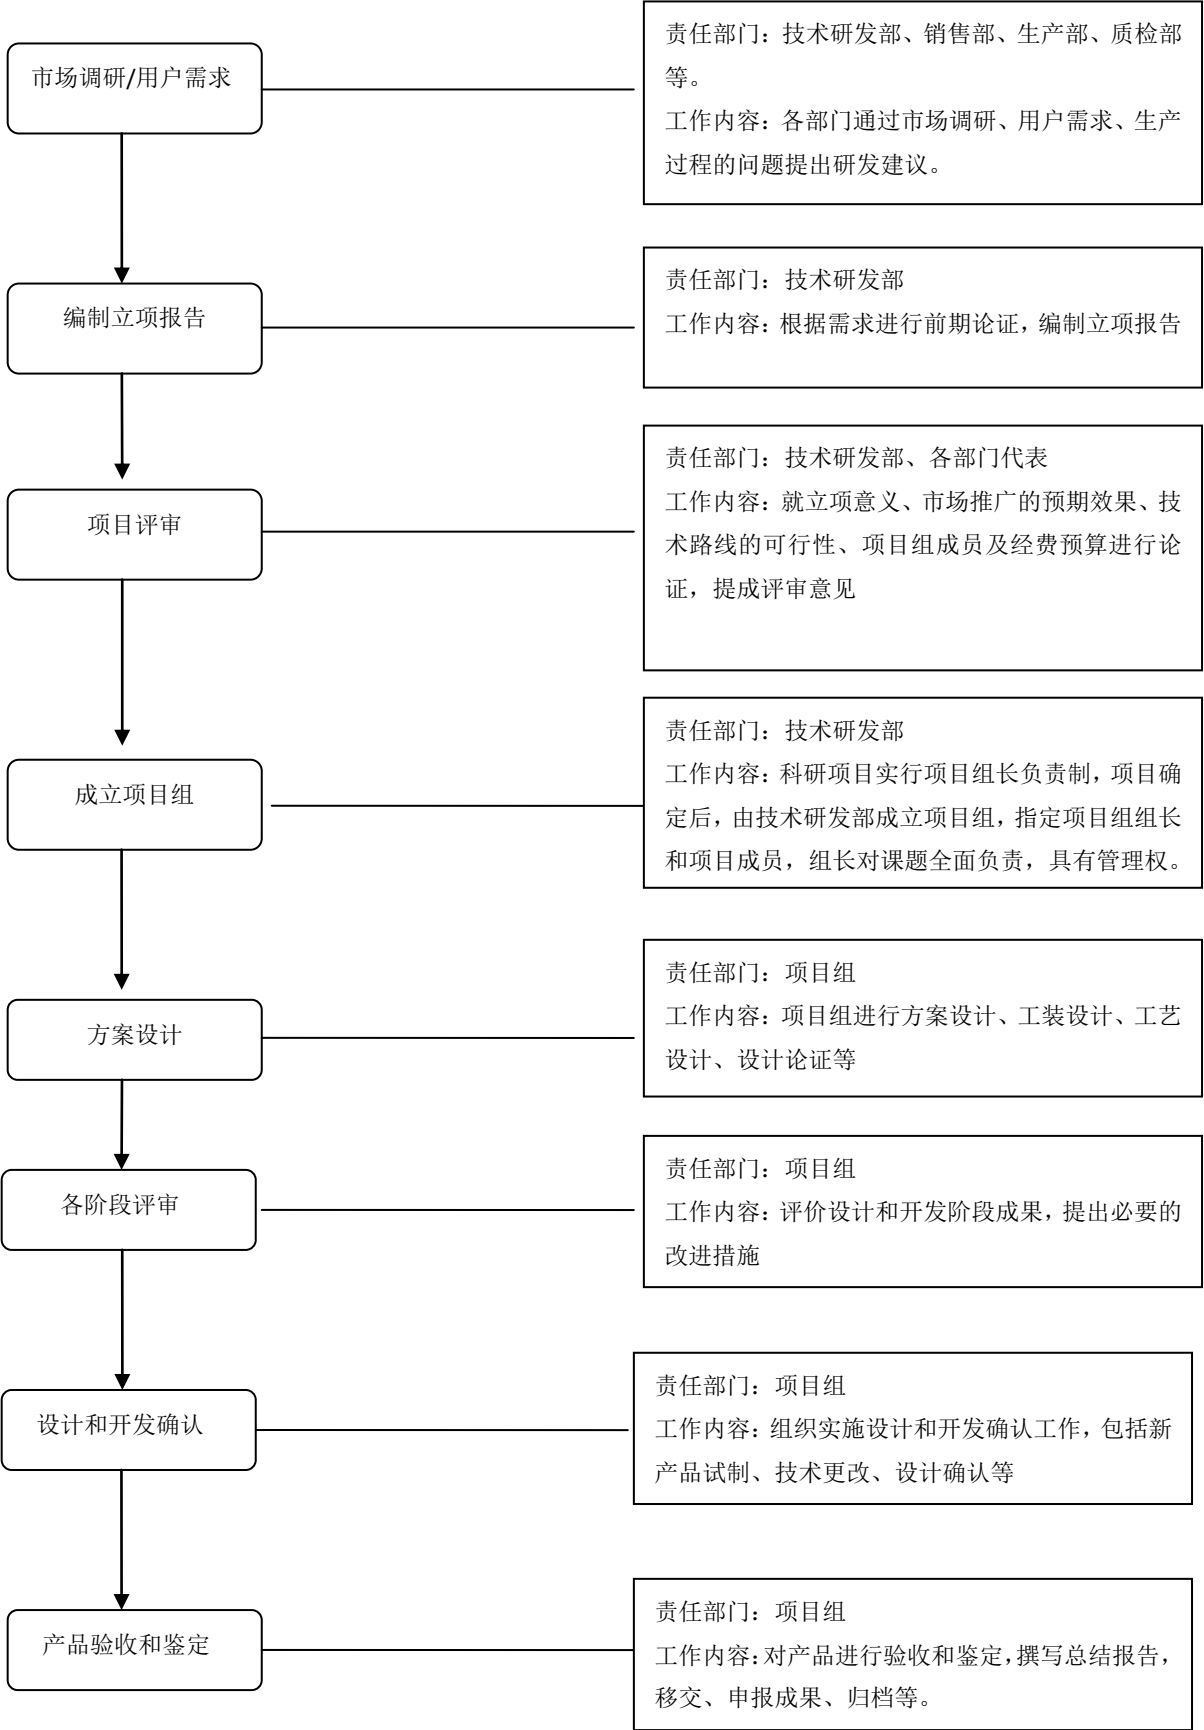 市场调研/用户需求
责任部门：技术研发部、销售部、生产部、质检部
等。
工作内容：各部门通过市场调研、用户需求、生产
过程的问题提出研发建议。
编制立项报告
责任部门：技术研发部
工作内容：根据需求进行前期论证，编制立项报告
项目评审
责任部门：技术研发部、各部门代表
工作内容：就立项意义、市场推广的预期效果、技
术路线的可行性、项目组成员及经费预算进行论
证，提成评审意见
成立项目组
责任部门：技术研发部
工作内容：科研项目实行项目组长负责制，项目确
定后，由技术研发部成立项目组，指定项目组组长
和项目成员，组长对课题全面负责，具有管理权。
方案设计
责任部门：项目组
工作内容：项目组进行方案设计、工装设计、工艺
设计、设计论证等
各阶段评审
责任部门：项目组
工作内容：评价设计和开发阶段成果，提出必要的
改进措施
设计和开发确认
责任部门：项目组
工作内容：组织实施设计和开发确认工作，包括新
产品试制、技术更改、设计确认等
产品验收和鉴定
责任部门：项目组
工作内容：对产品进行验收和鉴定，撰写总结报告，
移交、申报成果、归档等。